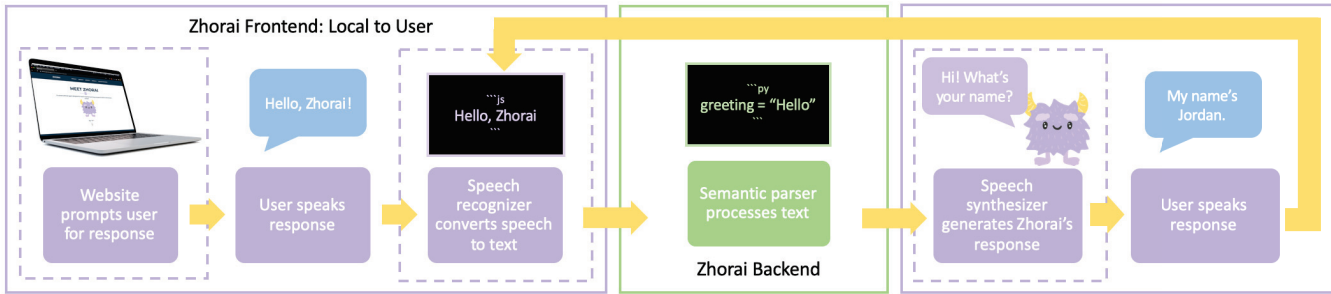 Zhorai Frontend: Local to User
MEET ZHORAI
Website
prompts user
for response
Hello, Zhorai!
User speaks
response
```js
Hello, Zhorai
```
Speech
recognizer
converts speech
to text
```py
greeting = “Hello”
```
Semantic parser
processes text
Zhorai Backend
Hi! What's
your name?
Speech
synthesizer
generates Zhorai's
response
My name's
Jordan.
User speaks
response